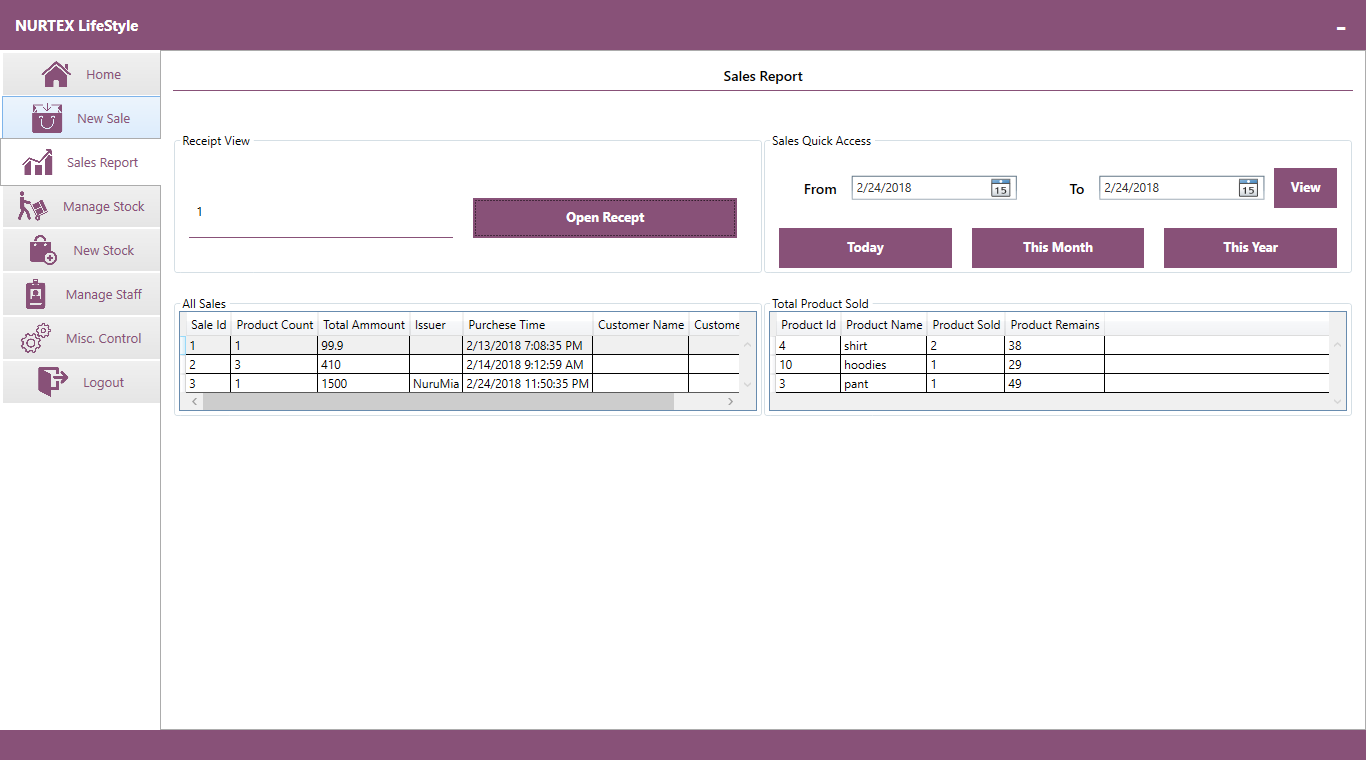 NURTEX LifeStyle
Home
New Sale
Sales Report
Manage Stock
New Stock
Manage Staff
Misc. Control
Logout
Sales Report
Receipt View
1
Open Recept
Sales Quick Access
From 2/24/2018 15 To 2/24/2018 15 View
Today This Month This Year
All Sales
Sale Id Product Count Total Ammount Issuer Purchese Time Customer Name Custome
1 1 99.9 2/13/2018 7:08:35 PM
2 3 410 2/14/2018 9:12:59 AM
3 1 1500 NuruMia 2/24/2018 11:50:35 PM
Total Product Sold
Product Id Product Name Product Sold Product Remains
4 shirt 2 38
10 hoodies 1 29
3 pant 1 49